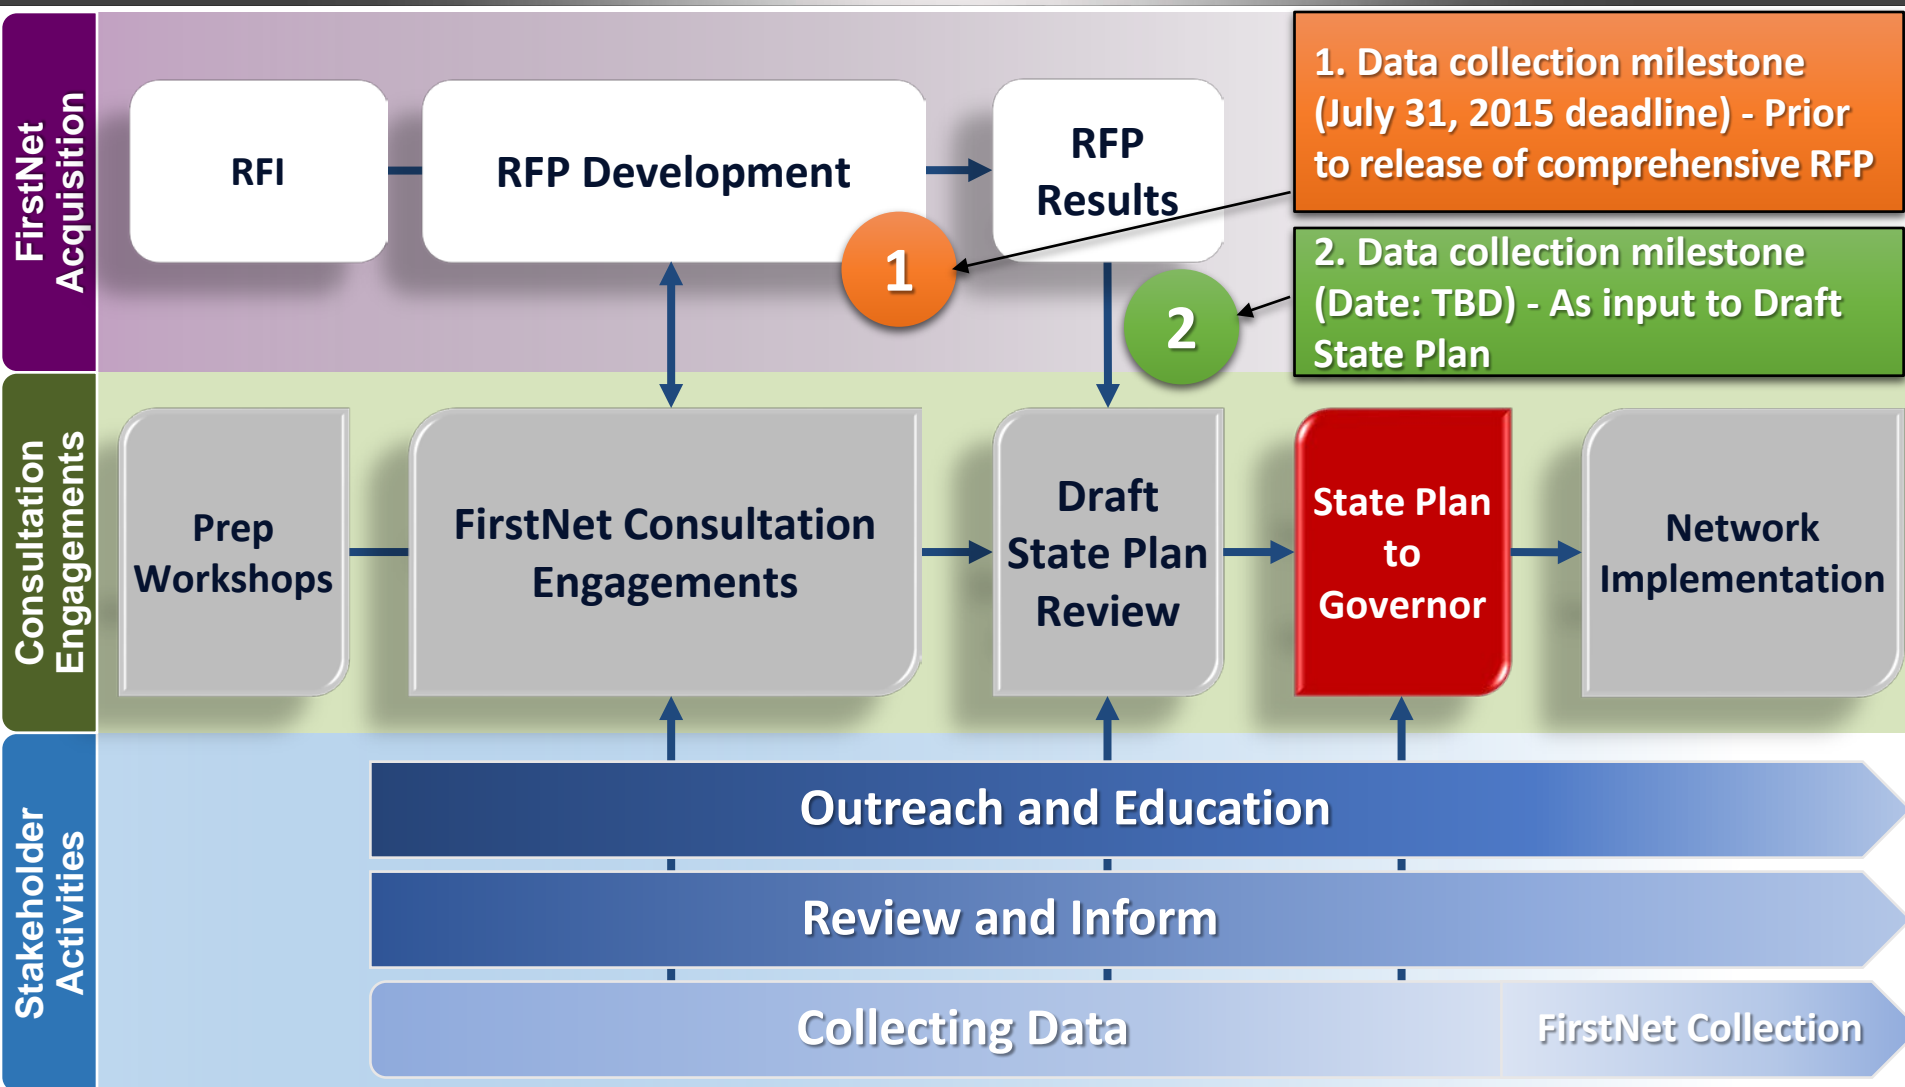 FirstNet
Acquisition
RFI
RFP Development
RFP
Results
1. Data collection milestone
(July 31, 2015 deadline) - Prior
to release of comprehensive RFP
1
2. Data collection milestone
(Date: TBD) - As input to Draft
State Plan
2
Consultation
Engagements
Prep
Workshops
FirstNet Consultation
Engagements
Draft
State Plan
Review
State Plan
to
Governor
Network
Implementation
Stakeholder
Activities
Outreach and Education
Review and Inform
Collecting Data
FirstNet Collection